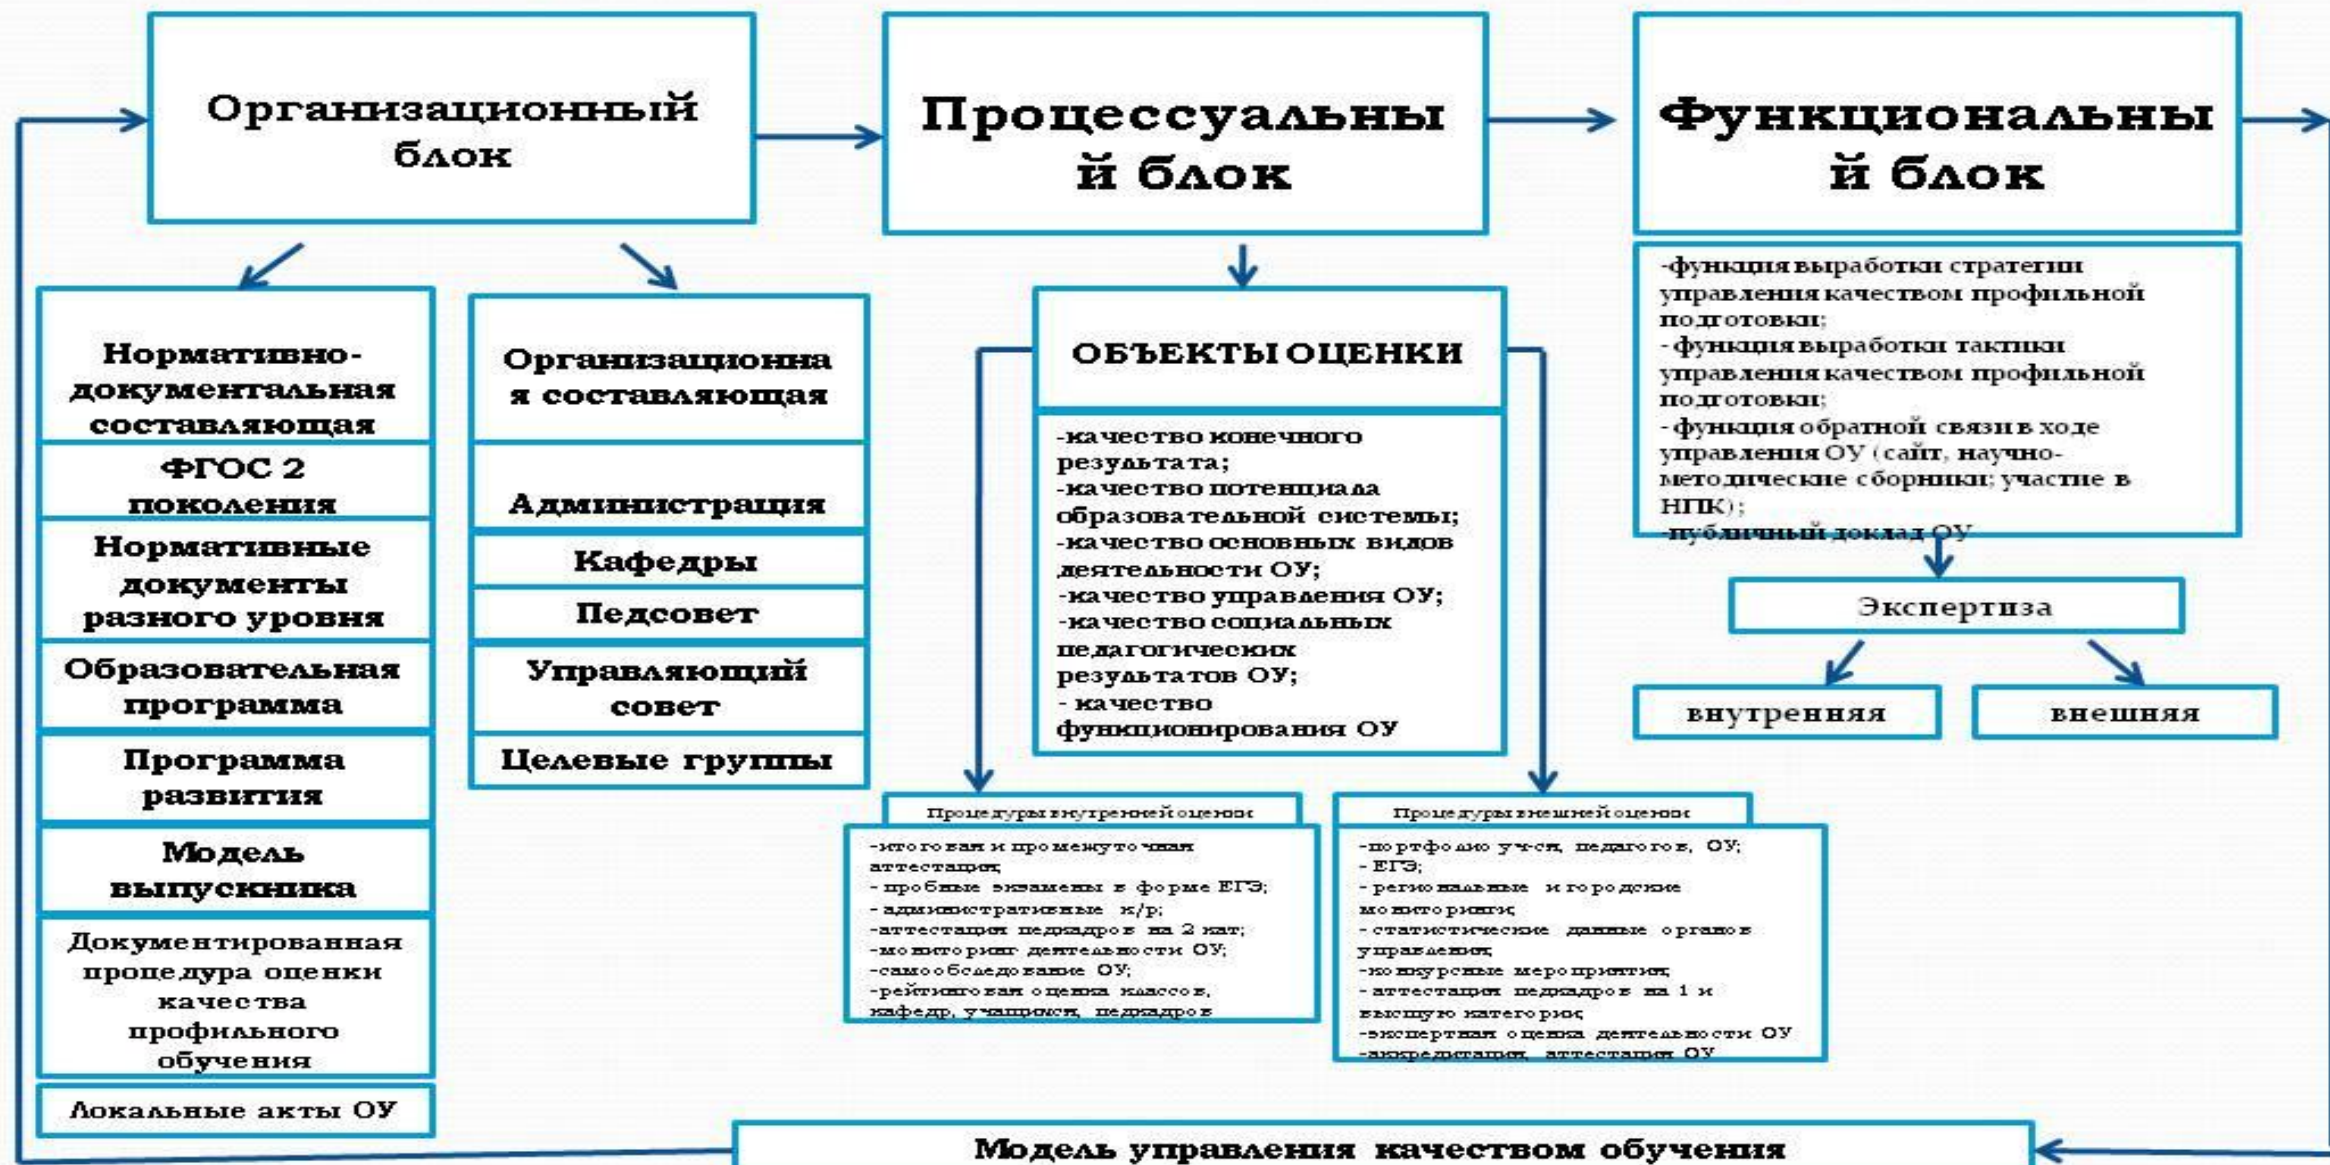 Организационный
блок
Процессуальны
й блок
Функциональны
й блок
Нормативно-
документальная
составляющая
ФГОС 2
поколения
Нормативные
документы
разного уровня
Образовательная
программа
Программа
развития
Модель
выпускника
Документированная
процедура оценки
качества
профильного
обучения
Локальные акты ОУ
Организационна
я составляющая
Администрация
Кафедры
Педсовет
Управляющий
совет
Целевые группы
ОБЪЕКТЫ ОЦЕНКИ
-качество конечного
результата;
-качество потенциала
образовательной системы;
-качество основных видов
деятельности ОУ;
-качество управления ОУ;
-качество социальных
педагогических
результатов ОУ;
- качество
функционирования ОУ
Процедуры внутренней оценки
-итоговая и промежуточная
аттестация;
- пробные экзамены в форме ЕГЭ;
- административные к/р;
-аттестация педкадров на 2 кат;
-мониторинг деятельности ОУ;
-самообследование ОУ;
-рейтинговая оценка классов,
кафедр, учащихся, педкадров
Процедуры внешней оценки
-портфолио уч-ся, педагогов, ОУ;
- ЕГЭ;
- региональные и городские
мониторинги;
- статистические данные органов
управления;
-конкурсные мероприятия;
- аттестация педкадров на 1 и
высшую категории;
-экспертная оценка деятельности ОУ
-аккредитация, аттестация ОУ
-функция выработки стратегии
управления качеством профильной
подготовки;
- функция выработки тактики
управления качеством профильной
подготовки;
- функция обратной связи в ходе
управления ОУ (сайт, научно-
методические сборники; участие в
НПК);
-публичный доклад ОУ
Экспертиза
внутренняя
внешняя
Модель управления качеством обучения